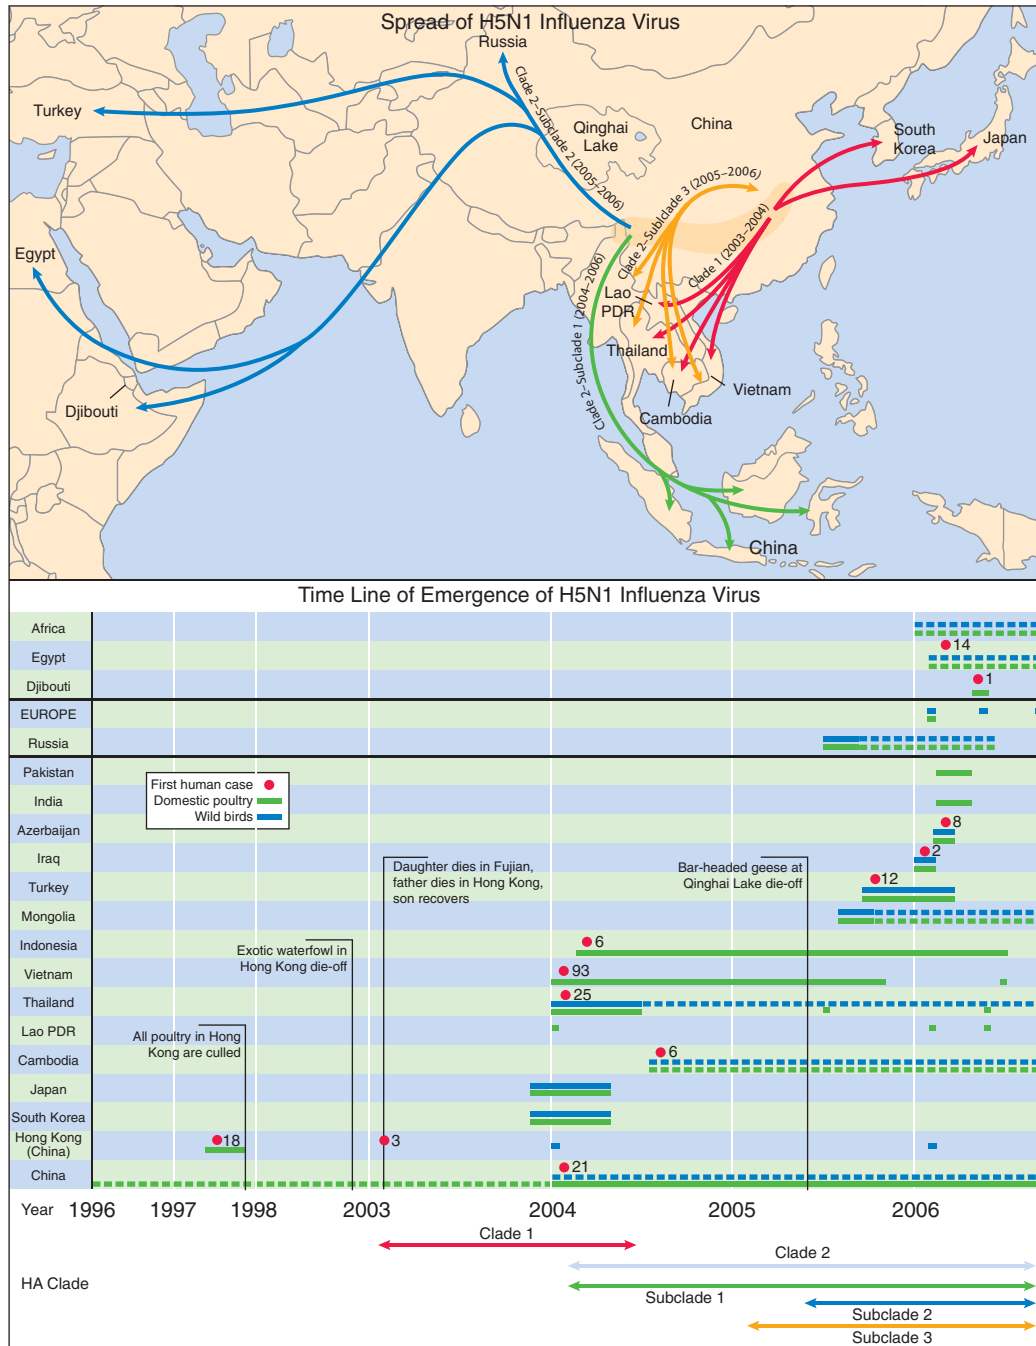 Spread of H5N1 Influenza Virus
Russia
Turkey
Clade 2–Subclade 2 (2005–2006)
Qinghai
Lake
China
South
Korea
Japan
Clade 2–Subclade 3 (2005–2006)
Egypt
Clade 2–Subclade 1 (2004–2006)
Clade 1 (2003–2004)
Lao
PDR
Thailand
Vietnam
Djibouti
Cambodia
China
Time Line of Emergence of H5N1 Influenza Virus
Africa
Egypt
14
Djibouti
1
EUROPE
Russia
Pakistan
First human case
Domestic poultry
Wild birds
India
Azerbaijan
8
Iraq
2
Daughter dies in Fujian,
father dies in Hong Kong,
son recovers
Bar-headed geese at
Qinghai Lake die-off
Turkey
12
Mongolia
Indonesia
6
Exotic waterfowl in
Hong Kong die-off
Vietnam
93
Thailand
25
Lao PDR
All poultry in Hong
Kong are culled
Cambodia
6
Japan
South Korea
Hong Kong
(China)
18
3
China
21
Year 1996 1997 1998 2003 2004 2005 2006
Clade 1
Clade 2
HA Clade
Subclade 1
Subclade 2
Subclade 3